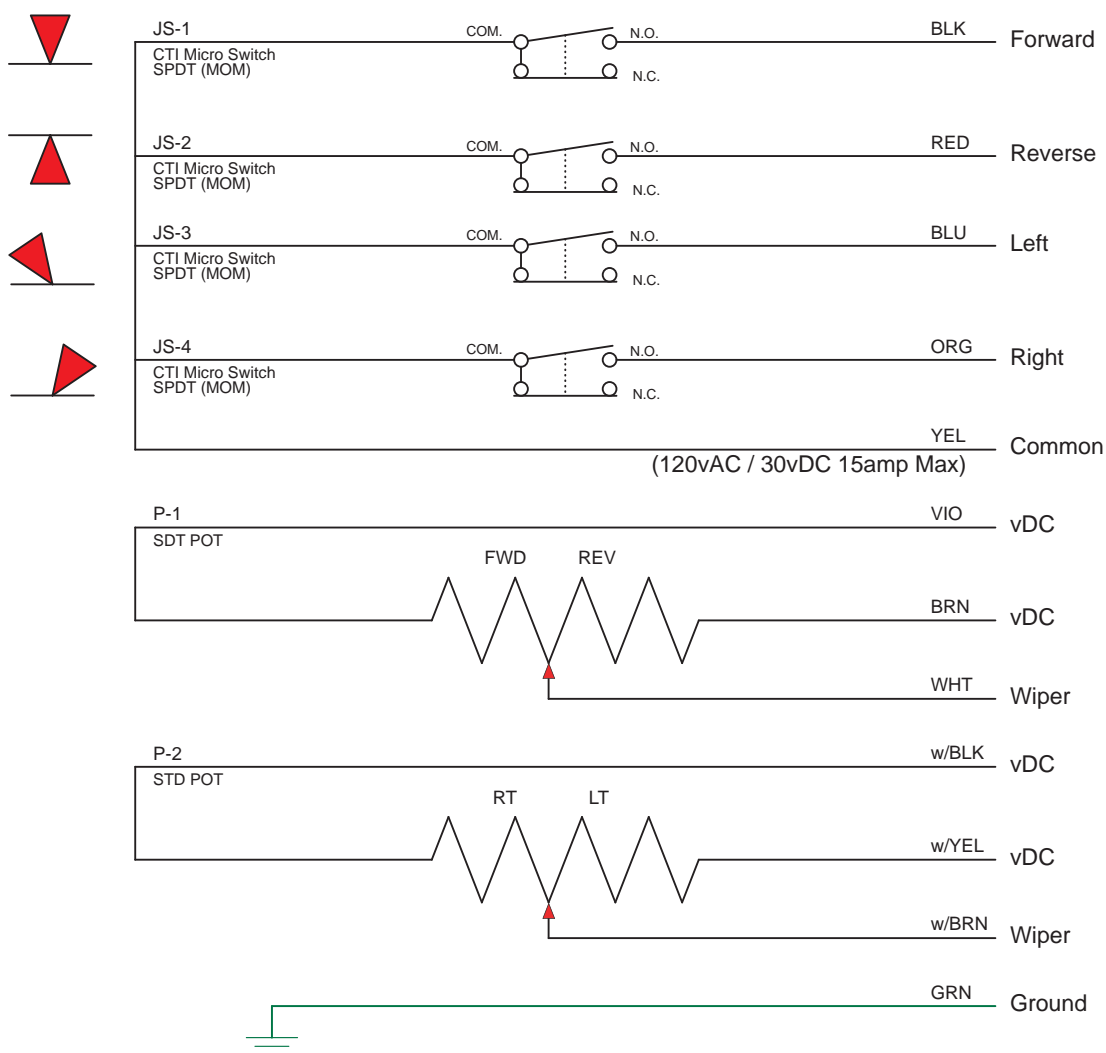 JS-1
CTI Micro Switch
SPDT (MOM)
COM.
N.O.
N.C.
BLK
Forward
JS-2
CTI Micro Switch
SPDT (MOM)
COM.
N.O.
N.C.
RED
Reverse
JS-3
CTI Micro Switch
SPDT (MOM)
COM.
N.O.
N.C.
BLU
Left
JS-4
CTI Micro Switch
SPDT (MOM)
COM.
N.O.
N.C.
ORG
Right
YEL
Common
(120vAC / 30vDC 15amp Max)
P-1
SDT POT
VIO
vDC
FWD
REV
BRN
vDC
WHT
Wiper
P-2
STD POT
w/BLK
vDC
RT
LT
w/YEL
vDC
w/BRN
Wiper
GRN
Ground